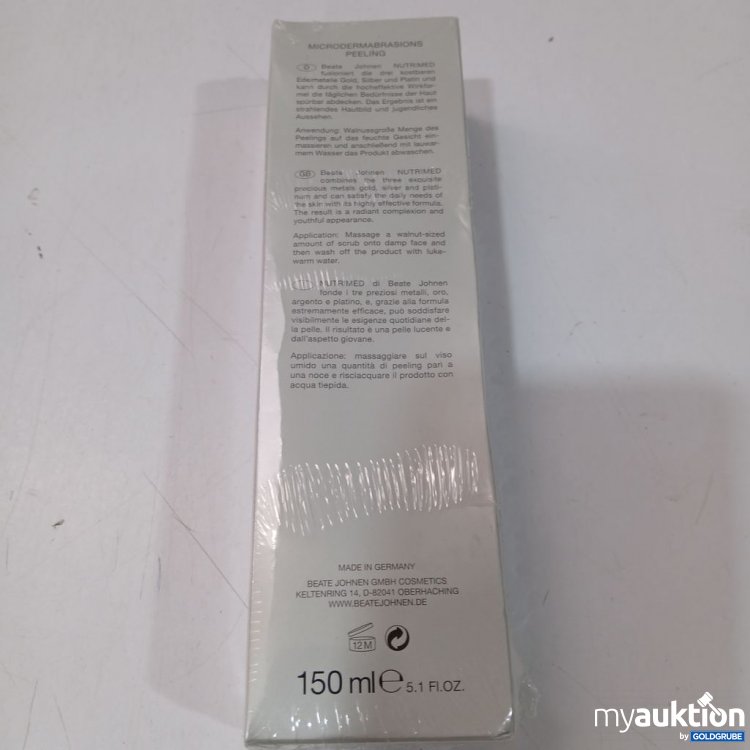 MICRODERMABRASIONS
PEELING
D Beate Johnen NUTR!MED
fusioniert die drei kostbaren
Edelmetalle Gold, Silber und Platin und
kann durch die hocheffektive Wirkstoffor-
mel die täglichen Bedürfnisse der Haut
spürbar abdecken. Das Ergebnis ist ein
strahlendes Hautbild und jugendliches
Aussehen.
Anwendung: Walnussgroße Menge des
Peelings auf das feuchte Gesicht ein-
massieren und anschließend mit lauwar-
mem Wasser das Produkt abwaschen.
GB Beate Johnen NUTR!MED
combines the three exquisite
precious metals gold, silver and plati-
num and can satisfy the daily needs of
the skin with its highly effective formula.
The result is a radiant complexion and
youthful appearance.
Application: Massage a walnut-sized
amount of scrub onto damp face and
then wash off the product with luke-
warm water.
NUTR!MED di Beate Johnen
fonde i tre preziosi metalli, oro,
argento e platino, e, grazie alla formula
estremamente efficace, può soddisfare
visibilmente le esigenze quotidiane del-
la pelle. Il risultato è una pelle lucente e
dall'aspetto giovane.
Applicazione: massaggiare sul viso
umido una quantità di peeling pari a
una noce e risciacquare il prodotto con
acqua tiepida.
MADE IN GERMANY
BEATE JOHNEN GMBH COSMETICS
KELTENRING 14, D-82041 OBERHACHING
WWW.BEATEJOHNEN.DE
12M
150 ml e 5.1 Fl.OZ.
myauktion
by GOLDGRUBE